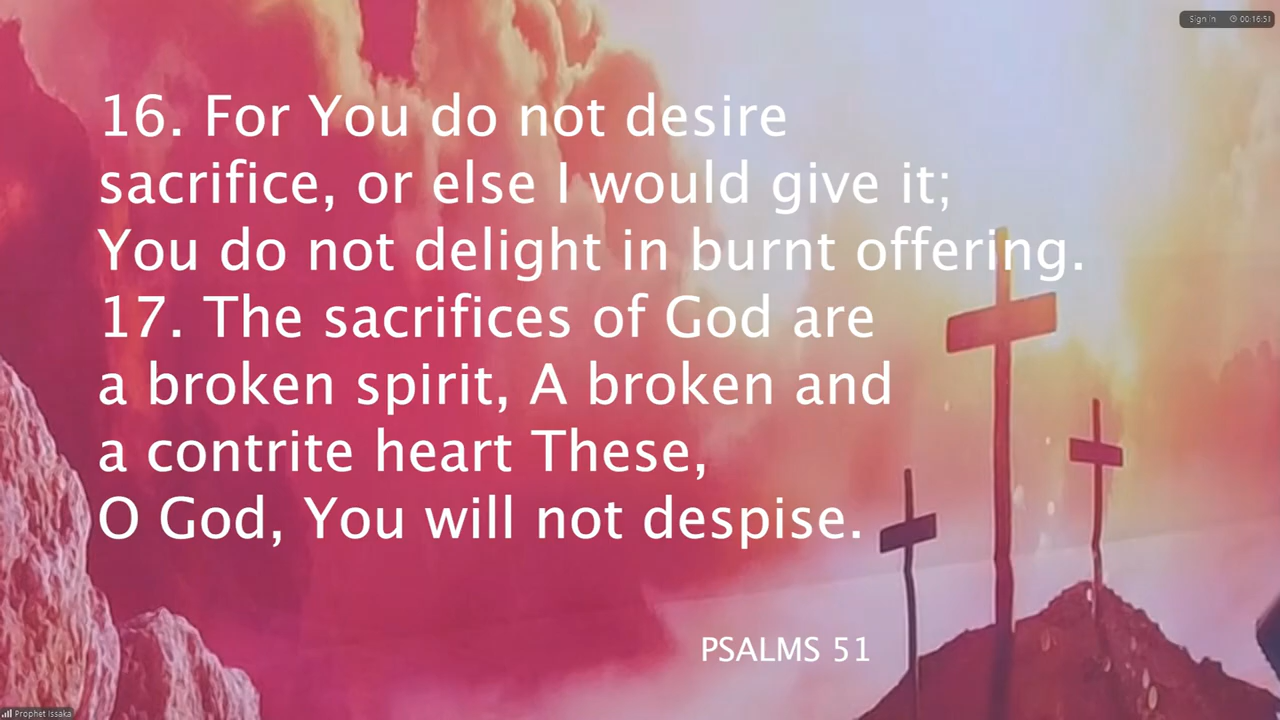 Sign in 00:16:51
16. For You do not desire
sacrifice, or else I would give it;
You do not delight in burnt offering.
17. The sacrifices of God are
a broken spirit, A broken and
a contrite heart These,
O God, You will not despise.
PSALMS 51
Prophet Issaka